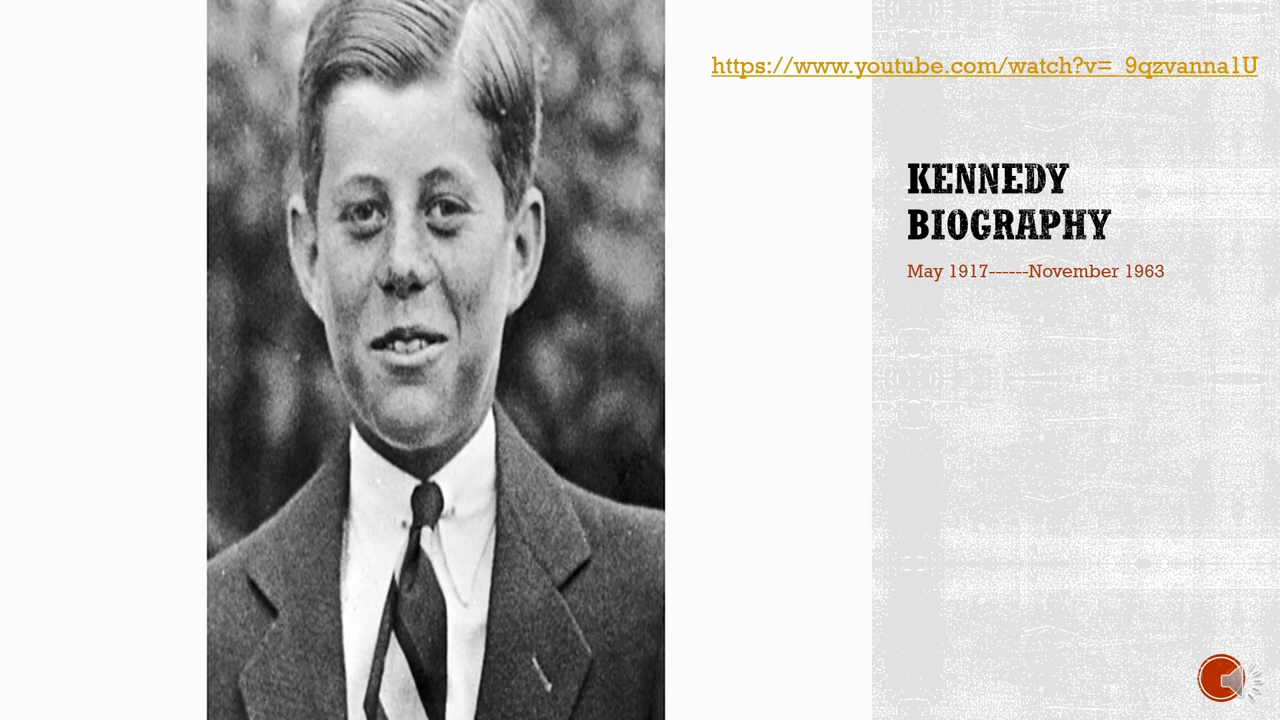 https://www.youtube.com/watch?v=_9qzvanna1U
KENNEDY
BIOGRAPHY
May 1917------November 1963